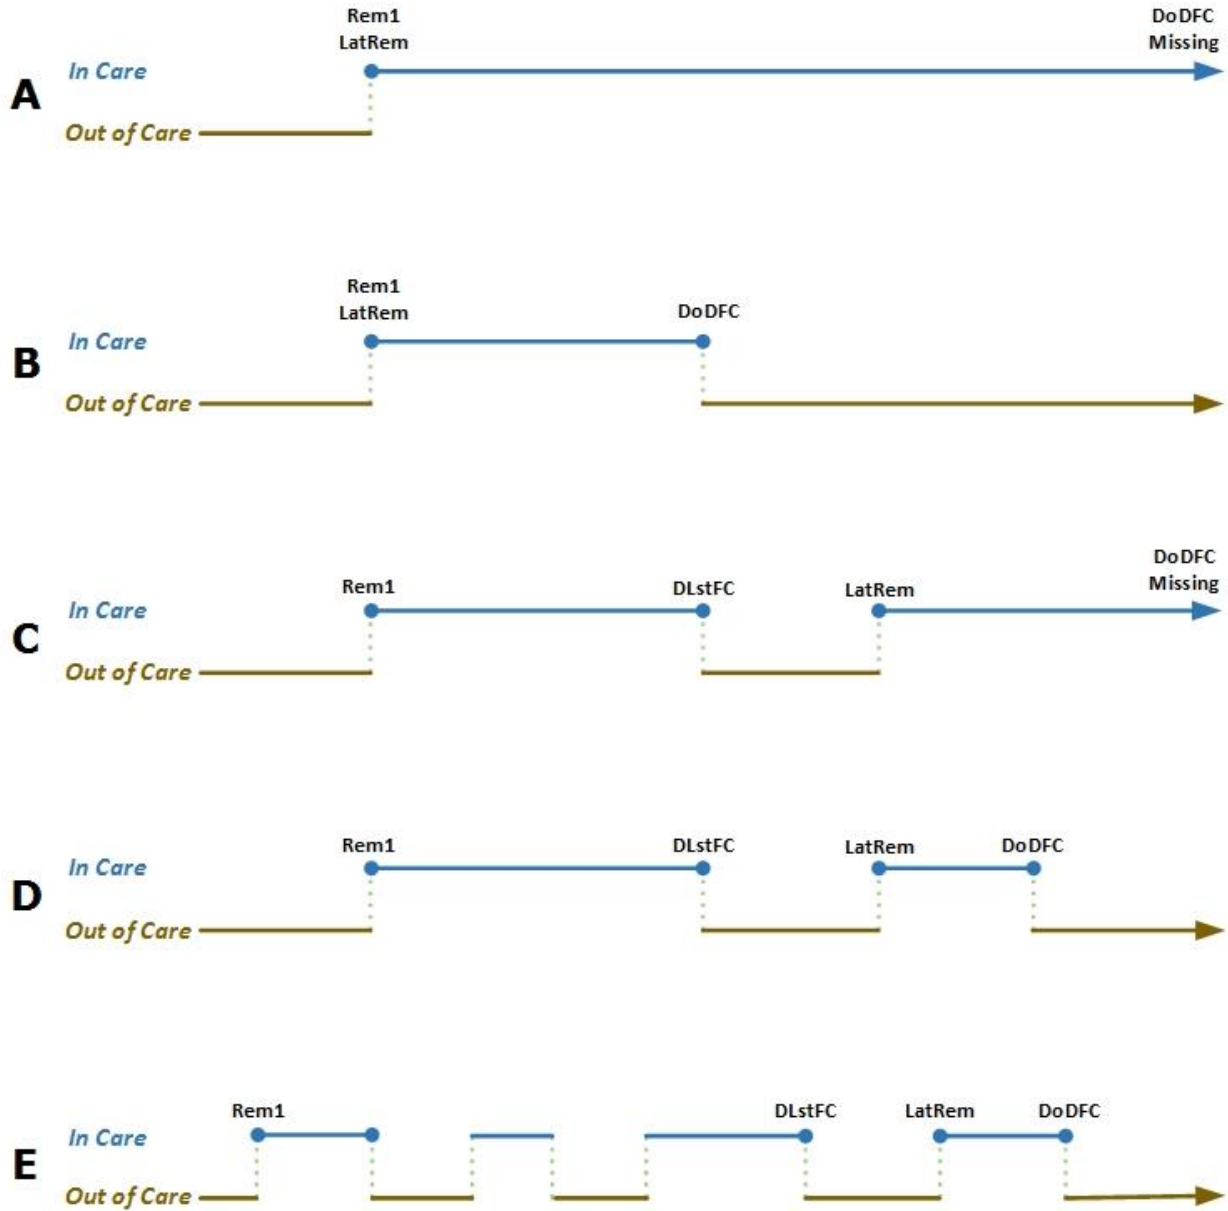 Rem1
LatRem
DoDFC
Missing
In Care
A
Out of Care
Rem1
LatRem
DoDFC
In Care
B
Out of Care
DoDFC
Missing
Rem1
DLstFC
LatRem
In Care
C
Out of Care
Rem1
DLstFC
LatRem
DoDFC
In Care
D
Out of Care
Rem1
DLstFC
LatRem
DoDFC
In Care
E
Out of Care